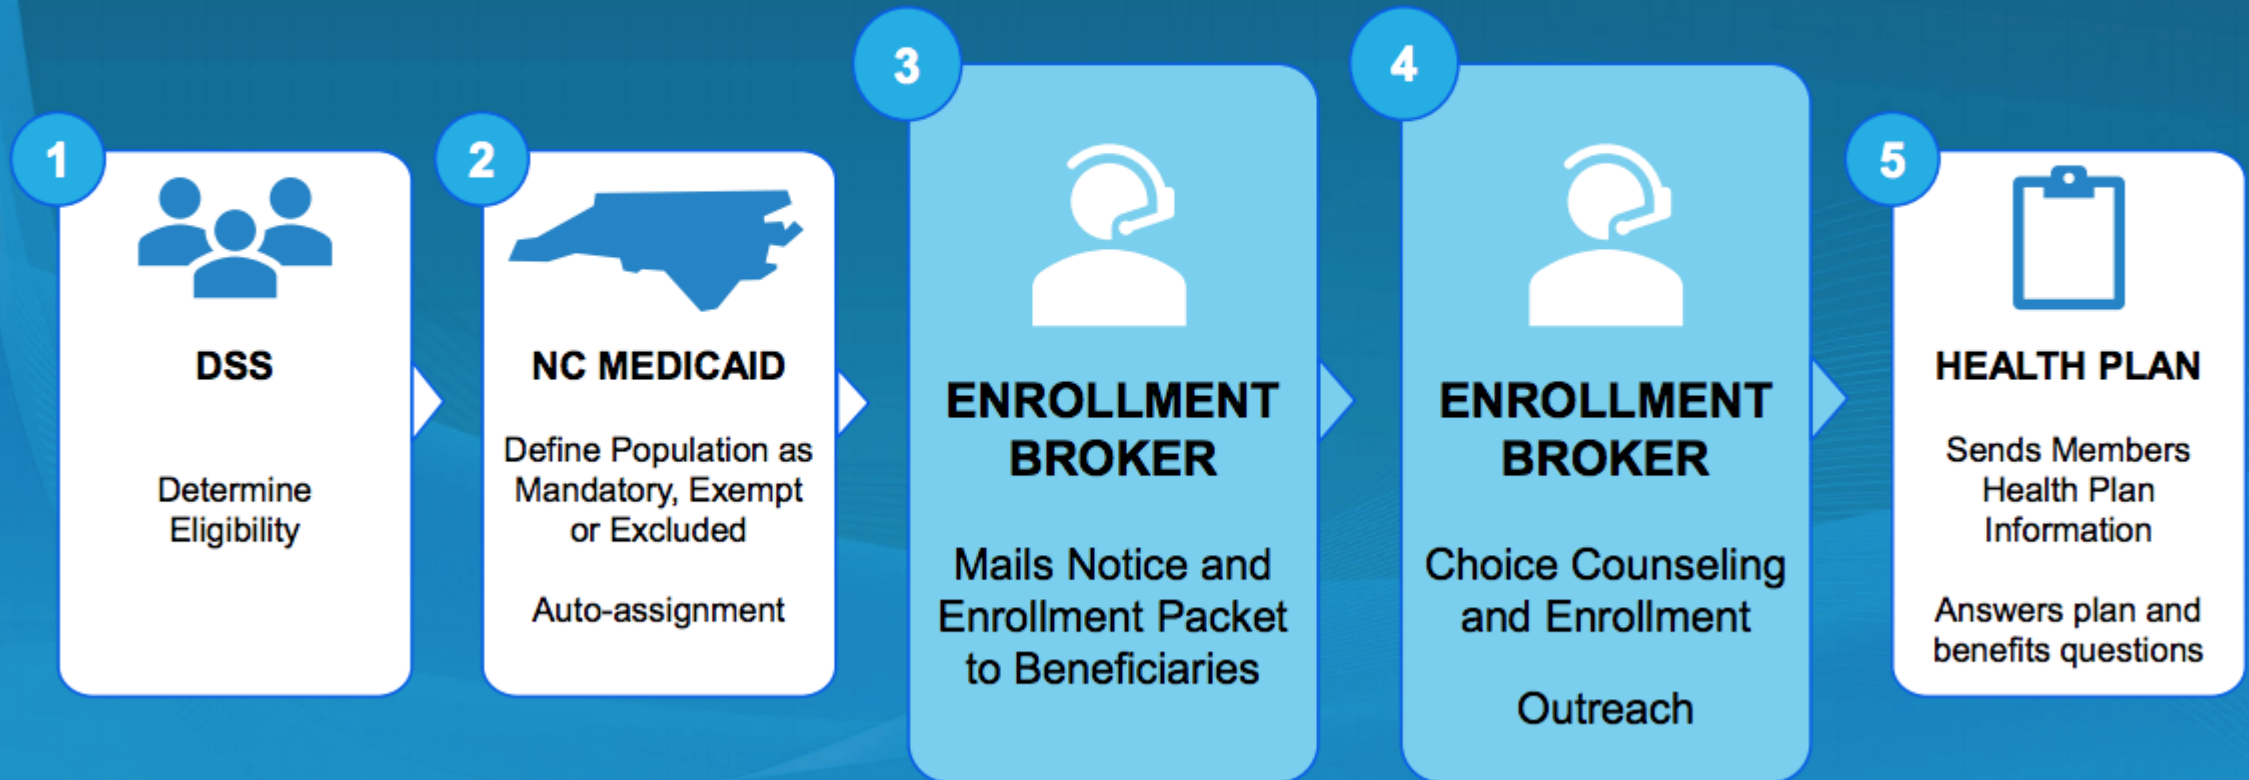 1
DSS
Determine
Eligibility
2
NC MEDICAID
Define Population as
Mandatory, Exempt
or Excluded
Auto-assignment
3
ENROLLMENT
BROKER
Mails Notice and
Enrollment Packet
to Beneficiaries
4
ENROLLMENT
BROKER
Choice Counseling
and Enrollment
Outreach
5
HEALTH PLAN
Sends Members
Health Plan
Information
Answers plan and
benefits questions